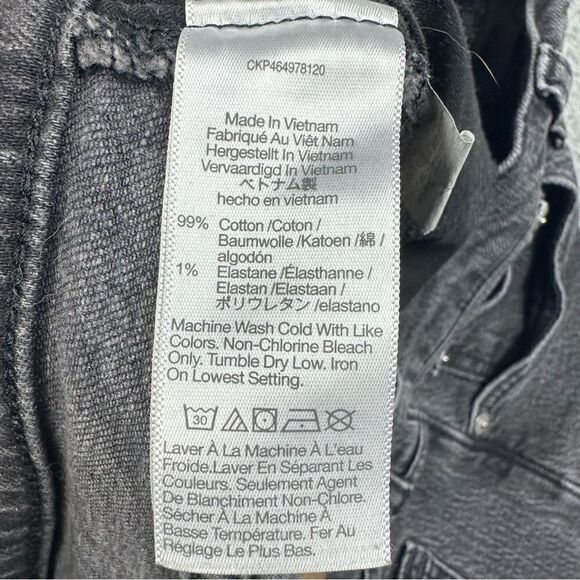 CKP464978120
Made In Vietnam
Fabriqué Au Viêt Nam
Hergestellt In Vietnam
Vervaardigd In Vietnam
ベトナム製
hecho en vietnam
99% Cotton /Coton/
Baumwolle /Katoen /綿 /
algodón
1% Elastane /Élasthanne /
Elastan /Elastaan /
ポリウレタン /elastano
Machine Wash Cold With Like
Colors. Non-Chlorine Bleach
Only. Tumble Dry Low. Iron
On Lowest Setting.
30
Laver À La Machine À L'eau
Froide.Laver En Séparant Les
Couleurs. Seulement Agent
De Blanchiment Non-Chlore.
Sécher À La Machine À
Basse Température. Fer Au
Réglage Le Plus Bas.